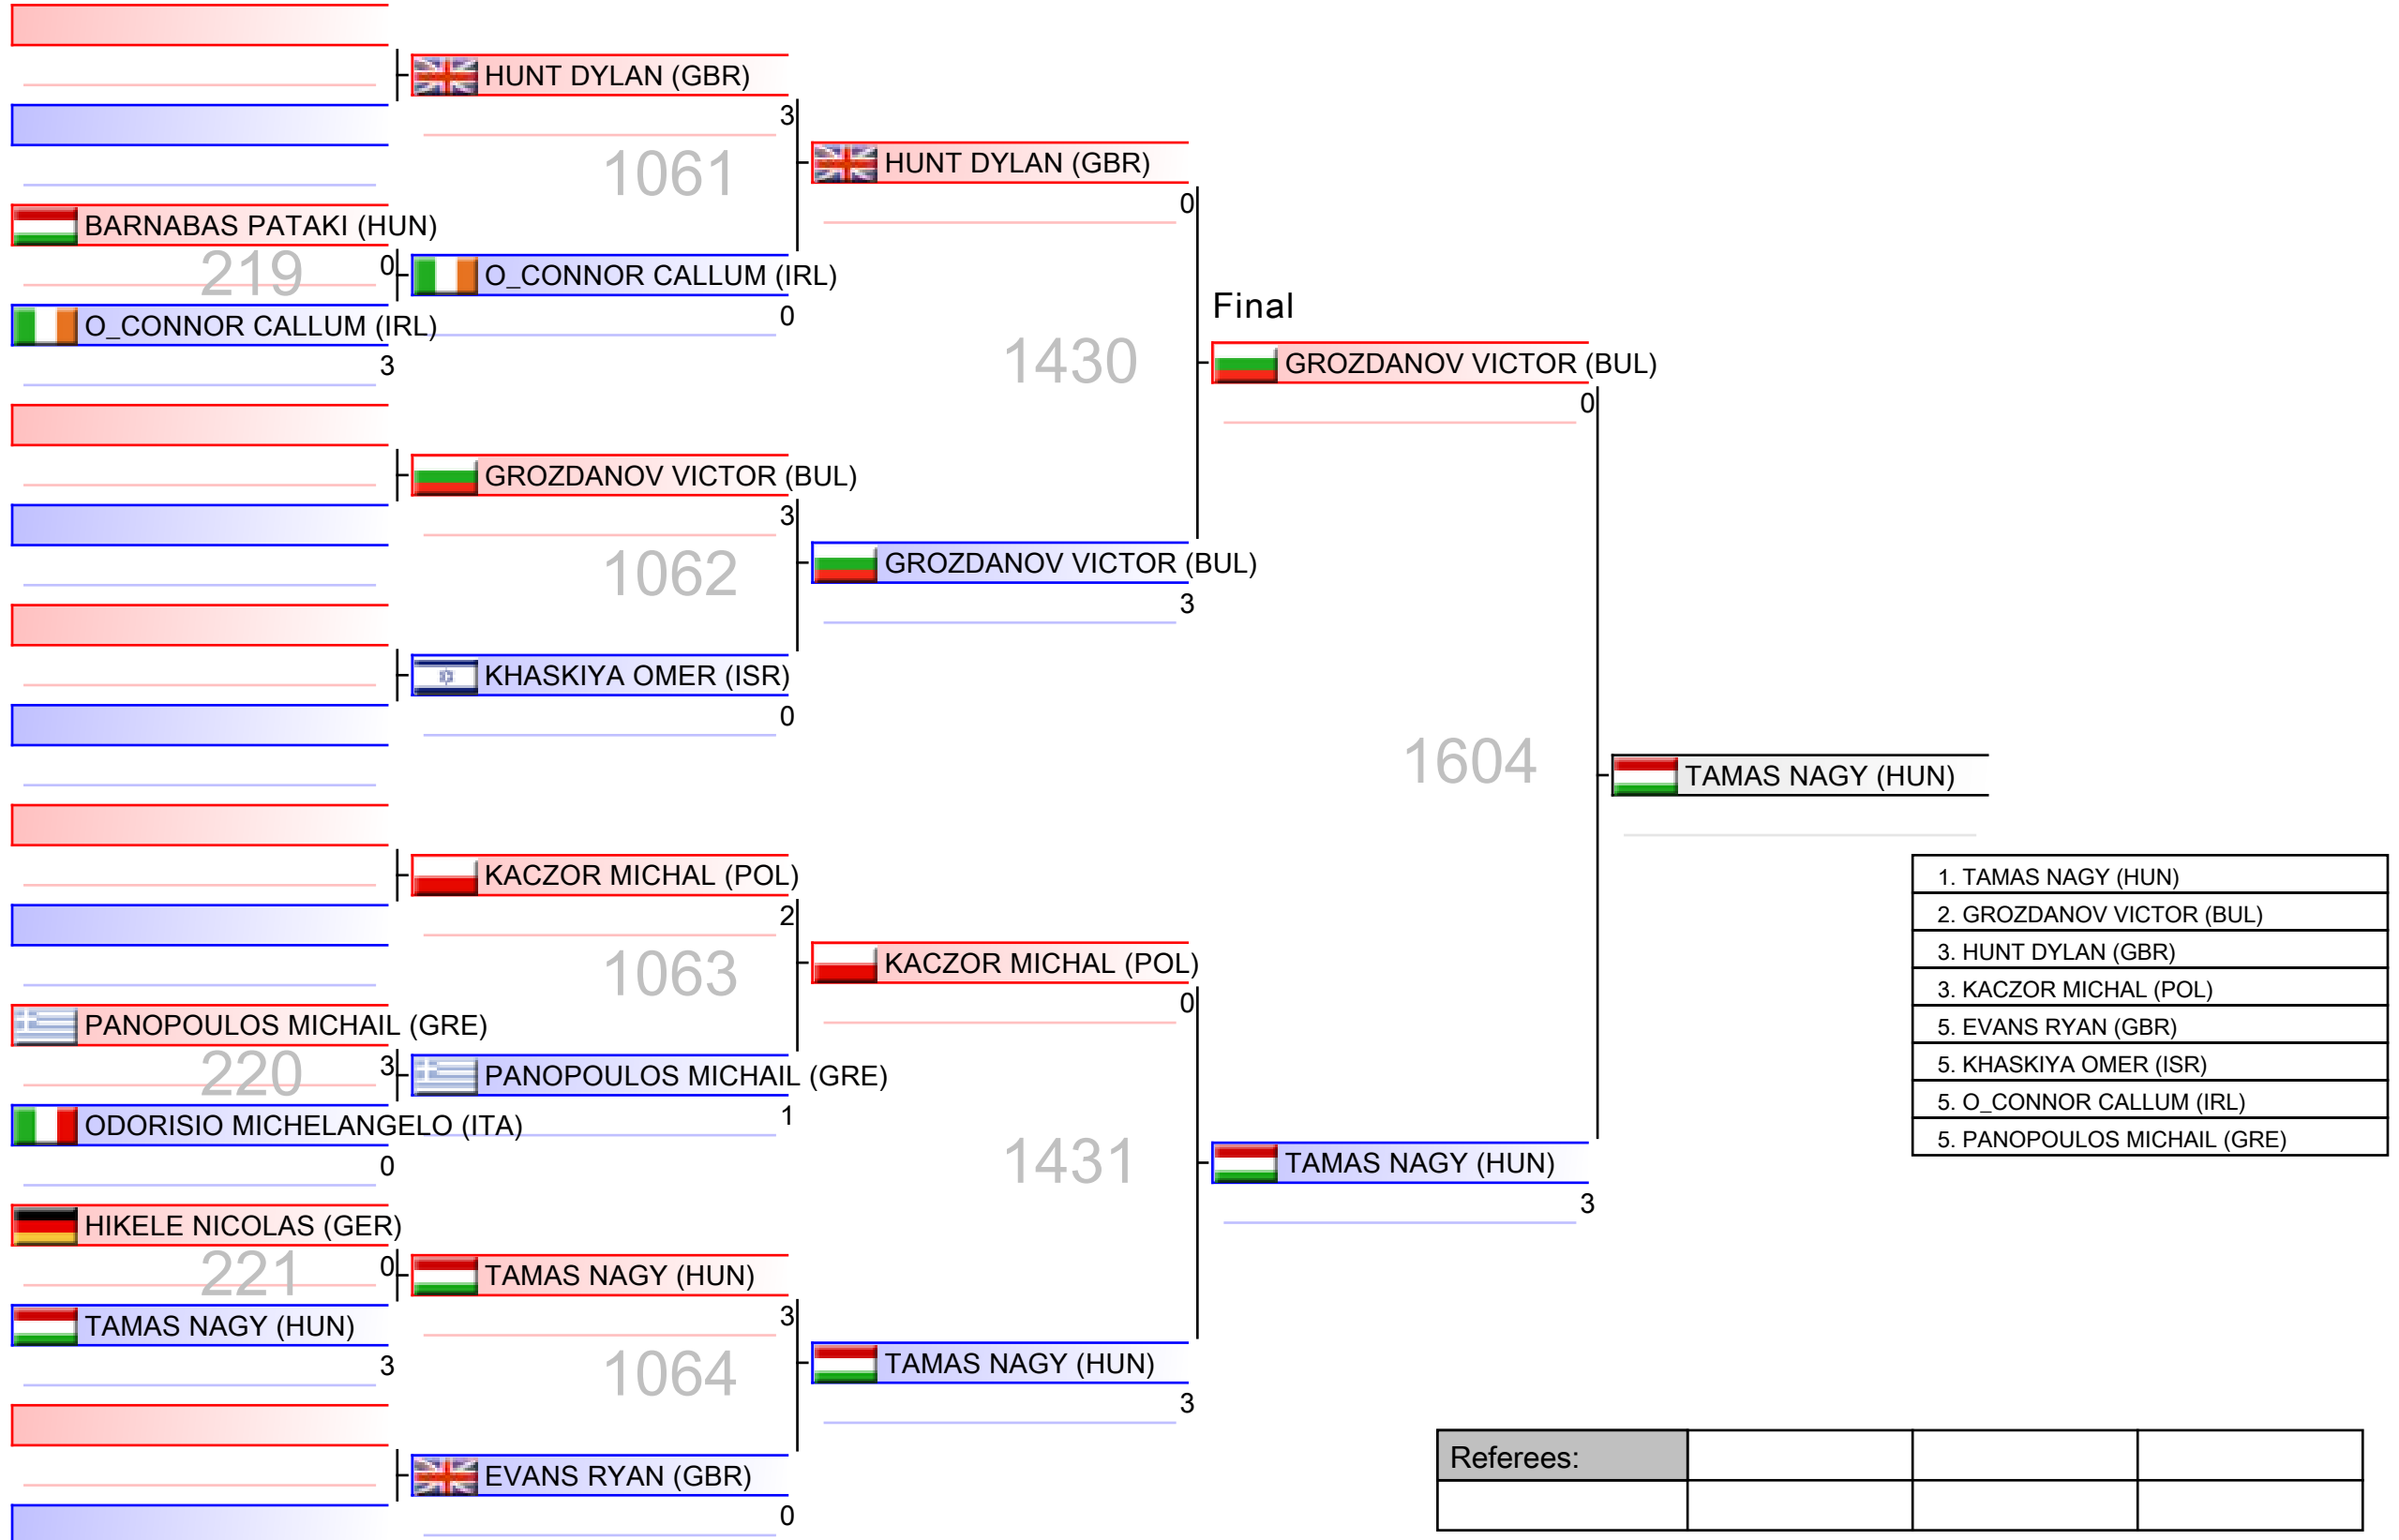 HUNT DYLAN (GBR)
3
1061
HUNT DYLAN (GBR)
0
BARNABAS PATAKI (HUN)
219
0
O_CONNOR CALLUM (IRL)
0
O_CONNOR CALLUM (IRL)
3
Final
1430
GROZDANOV VICTOR (BUL)
0
GROZDANOV VICTOR (BUL)
3
1062
GROZDANOV VICTOR (BUL)
3
KHASKIYA OMER (ISR)
0
1604
TAMAS NAGY (HUN)
KACZOR MICHAL (POL)
2
1063
KACZOR MICHAL (POL)
0
PANOPOULOS MICHAIL (GRE)
220
3
PANOPOULOS MICHAIL (GRE)
1
ODORISIO MICHELANGELO (ITA)
0
1431
TAMAS NAGY (HUN)
3
HIKELE NICOLAS (GER)
221
0
TAMAS NAGY (HUN)
3
TAMAS NAGY (HUN)
3
1064
TAMAS NAGY (HUN)
3
EVANS RYAN (GBR)
0
1. TAMAS NAGY (HUN)
2. GROZDANOV VICTOR (BUL)
3. HUNT DYLAN (GBR)
3. KACZOR MICHAL (POL)
5. EVANS RYAN (GBR)
5. KHASKIYA OMER (ISR)
5. O_CONNOR CALLUM (IRL)
5. PANOPOULOS MICHAIL (GRE)
Referees: